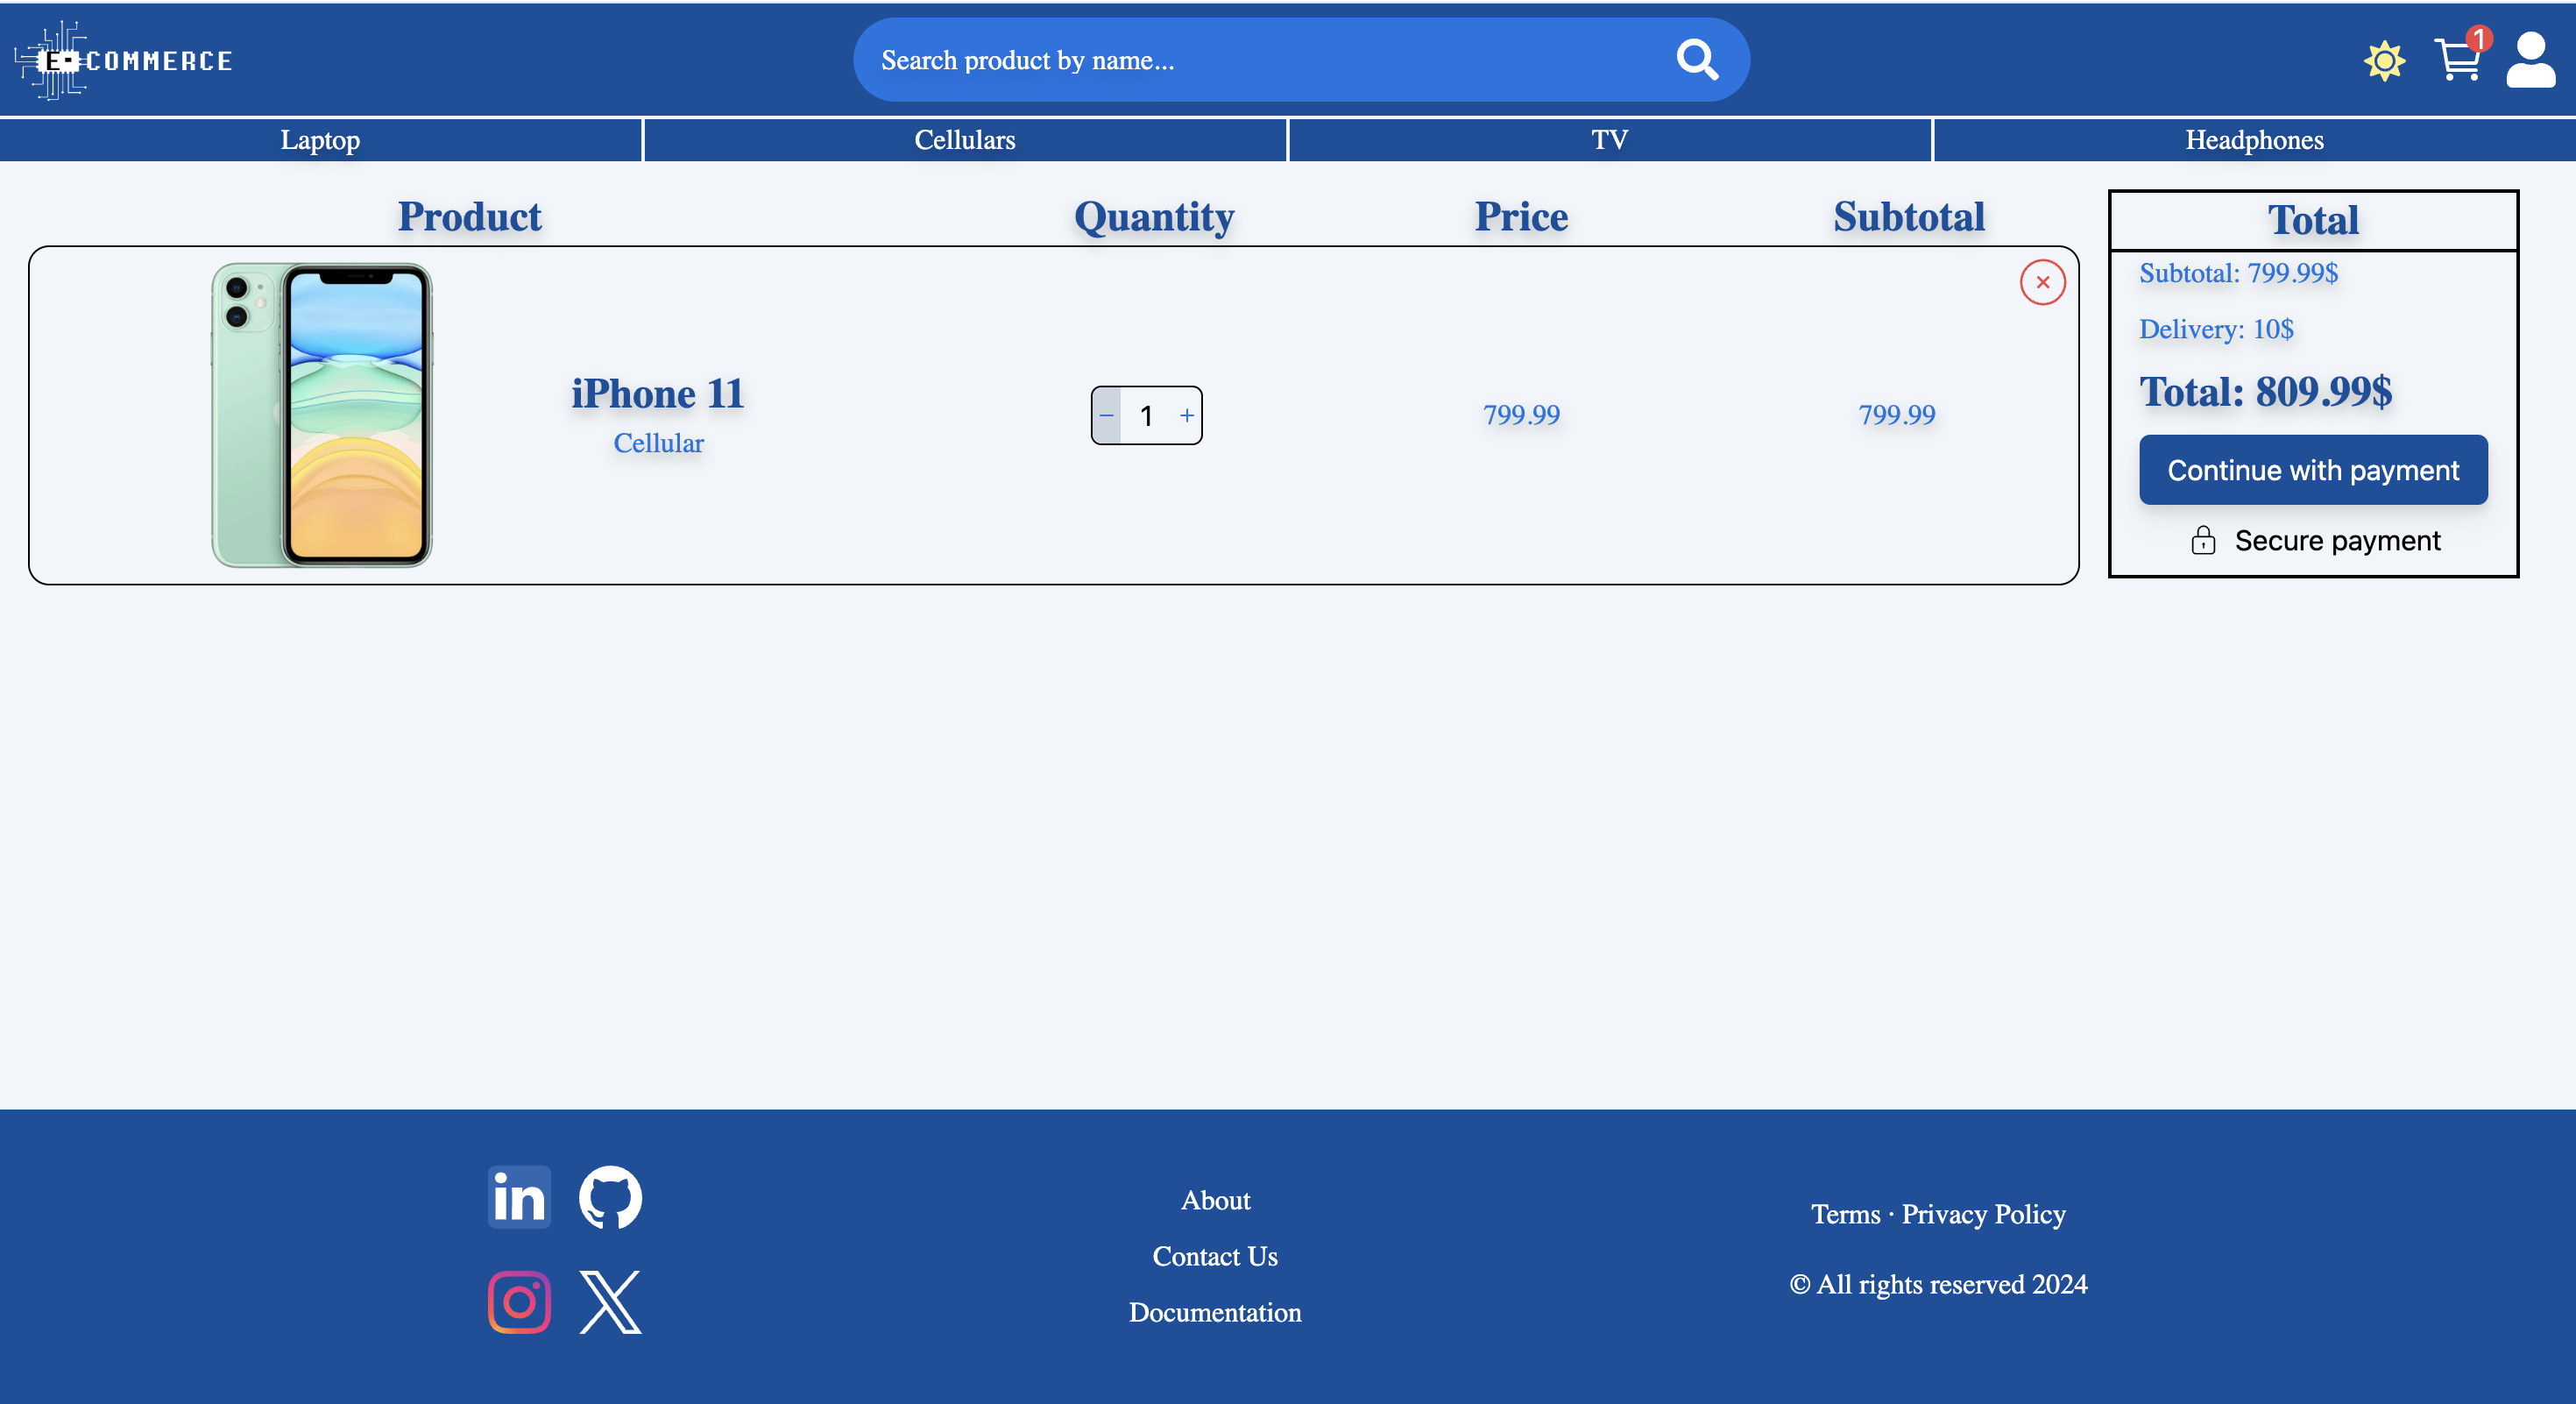 E-COMMERCE
Search product by name...
1
Laptop Cellulars TV Headphones
Product Quantity Price Subtotal
iPhone 11
Cellular
− 1 + 799.99 799.99
Total
Subtotal: 799.99$
Delivery: 10$
Total: 809.99$
Continue with payment
Secure payment
in
About
Contact Us
Documentation
Terms · Privacy Policy
© All rights reserved 2024